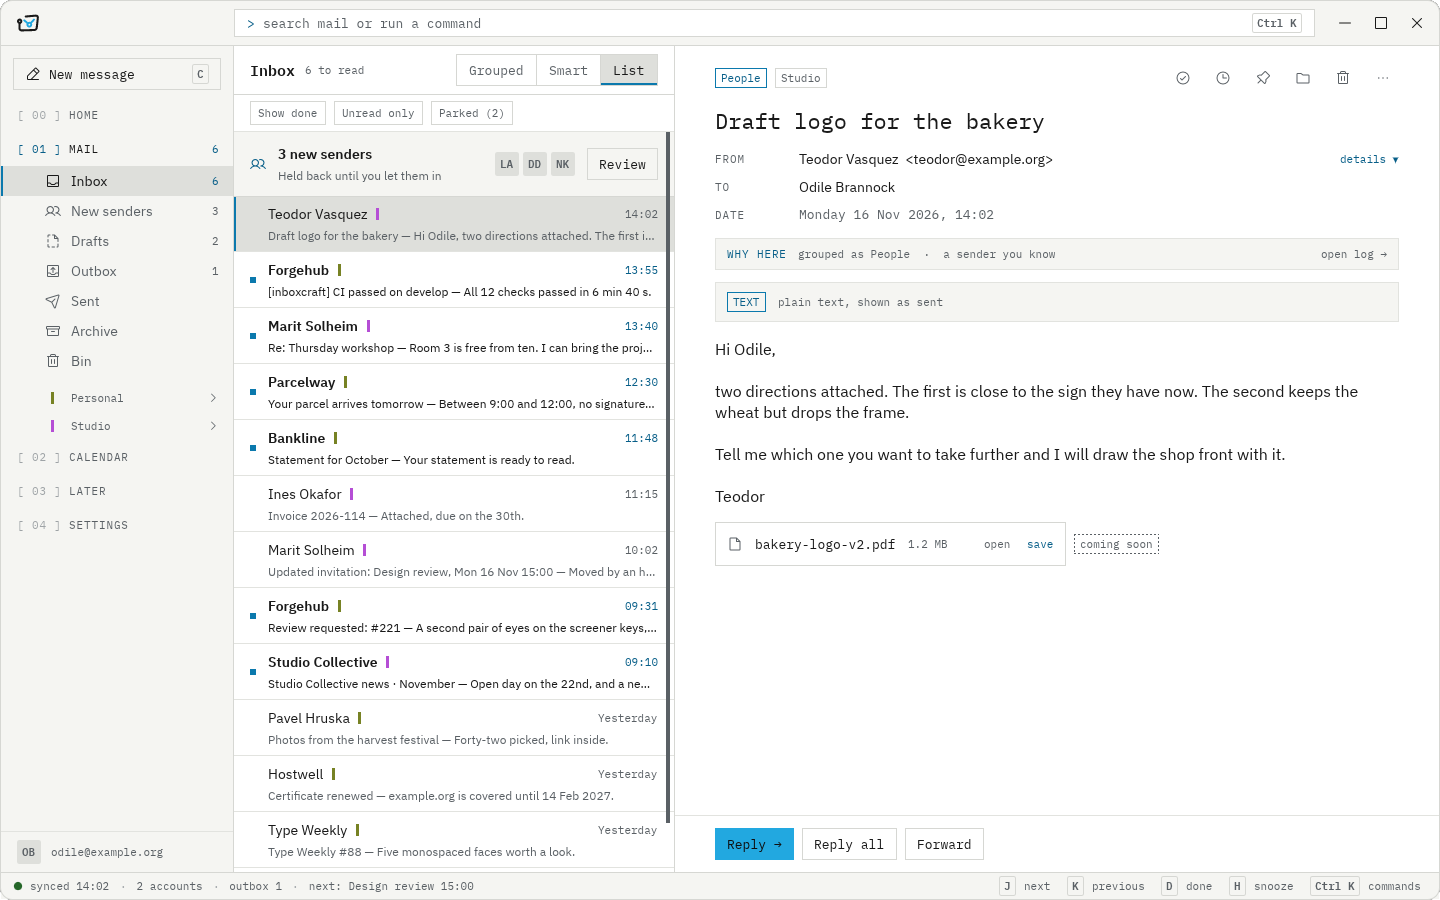 > search mail or run a command
Ctrl K
New message
C
[ 00 ] HOME
[ 01 ] MAIL 6
Inbox 6
New senders 3
Drafts 2
Outbox 1
Sent
Archive
Bin
Personal
Studio
[ 02 ] CALENDAR
[ 03 ] LATER
[ 04 ] SETTINGS
OB odile@example.org
Inbox 6 to read
Grouped Smart List
Show done Unread only Parked (2)
3 new senders
Held back until you let them in
LA DD NK Review
Teodor Vasquez 14:02
Draft logo for the bakery — Hi Odile, two directions attached. The first i…
Forgehub 13:55
[inboxcraft] CI passed on develop — All 12 checks passed in 6 min 40 s.
Marit Solheim 13:40
Re: Thursday workshop — Room 3 is free from ten. I can bring the proj…
Parcelway 12:30
Your parcel arrives tomorrow — Between 9:00 and 12:00, no signature…
Bankline 11:48
Statement for October — Your statement is ready to read.
Ines Okafor 11:15
Invoice 2026-114 — Attached, due on the 30th.
Marit Solheim 10:02
Updated invitation: Design review, Mon 16 Nov 15:00 — Moved by an h…
Forgehub 09:31
Review requested: #221 — A second pair of eyes on the screener keys,…
Studio Collective 09:10
Studio Collective news · November — Open day on the 22nd, and a ne…
Pavel Hruska Yesterday
Photos from the harvest festival — Forty-two picked, link inside.
Hostwell Yesterday
Certificate renewed — example.org is covered until 14 Feb 2027.
Type Weekly Yesterday
Type Weekly #88 — Five monospaced faces worth a look.
People Studio
Draft logo for the bakery
FROM Teodor Vasquez <teodor@example.org> details ▾
TO Odile Brannock
DATE Monday 16 Nov 2026, 14:02
WHY HERE grouped as People · a sender you know open log →
TEXT plain text, shown as sent
Hi Odile,
two directions attached. The first is close to the sign they have now. The second keeps the
wheat but drops the frame.
Tell me which one you want to take further and I will draw the shop front with it.
Teodor
bakery-logo-v2.pdf 1.2 MB open save coming soon
Reply → Reply all Forward
synced 14:02 · 2 accounts · outbox 1 · next: Design review 15:00
J next K previous D done H snooze Ctrl K commands